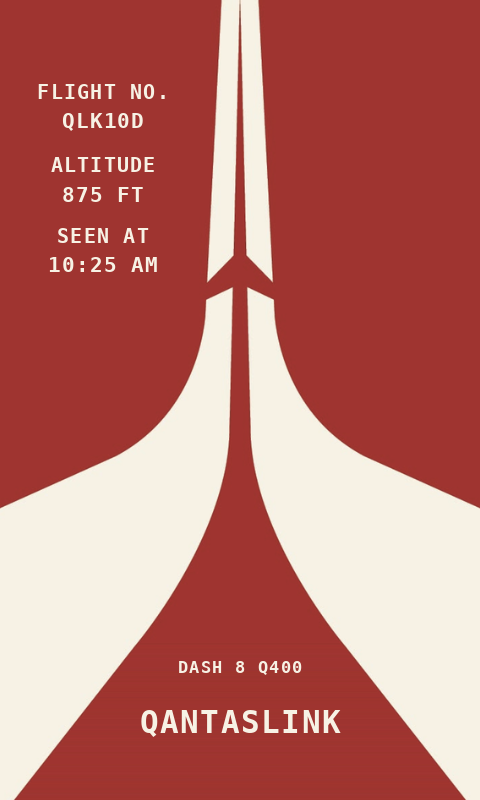 FLIGHT NO.
QLK10D
ALTITUDE
875 FT
SEEN AT
10:25 AM
DASH 8 Q400
QANTASLINK